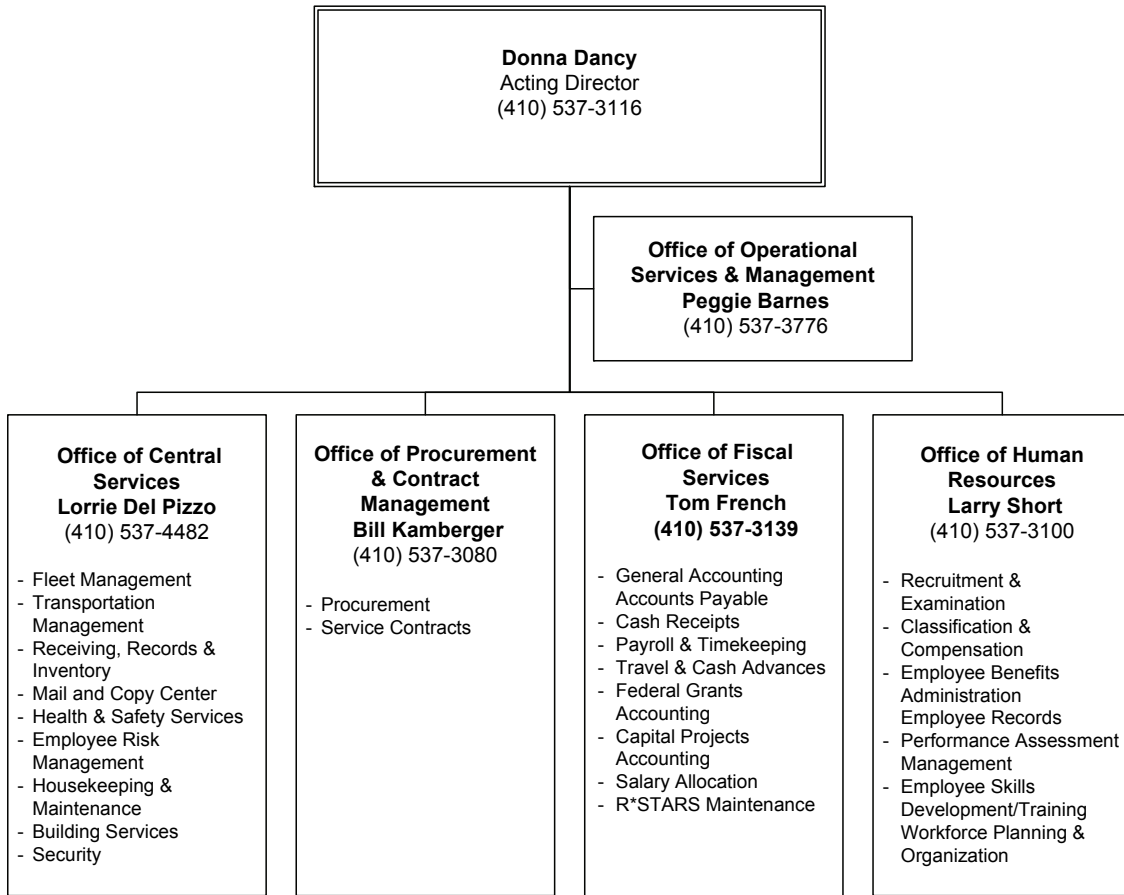 Donna Dancy
Acting Director
(410) 537-3116
Office of Operational
Services & Management
Peggie Barnes
(410) 537-3776
Office of Central
Services
Lorrie Del Pizzo
(410) 537-4482
- Fleet Management
- Transportation
Management
- Receiving, Records &
Inventory
- Mail and Copy Center
- Health & Safety Services
- Employee Risk
Management
- Housekeeping &
Maintenance
- Building Services
- Security
Office of Procurement
& Contract
Management
Bill Kamberger
(410) 537-3080
- Procurement
- Service Contracts
Office of Fiscal
Services
Tom French
(410) 537-3139
- General Accounting
Accounts Payable
- Cash Receipts
- Payroll & Timekeeping
- Travel & Cash Advances
- Federal Grants
Accounting
- Capital Projects
Accounting
- Salary Allocation
- R*STARS Maintenance
Office of Human
Resources
Larry Short
(410) 537-3100
- Recruitment &
Examination
- Classification &
Compensation
- Employee Benefits
Administration
Employee Records
- Performance Assessment
Management
- Employee Skills
Development/Training
Workforce Planning &
Organization